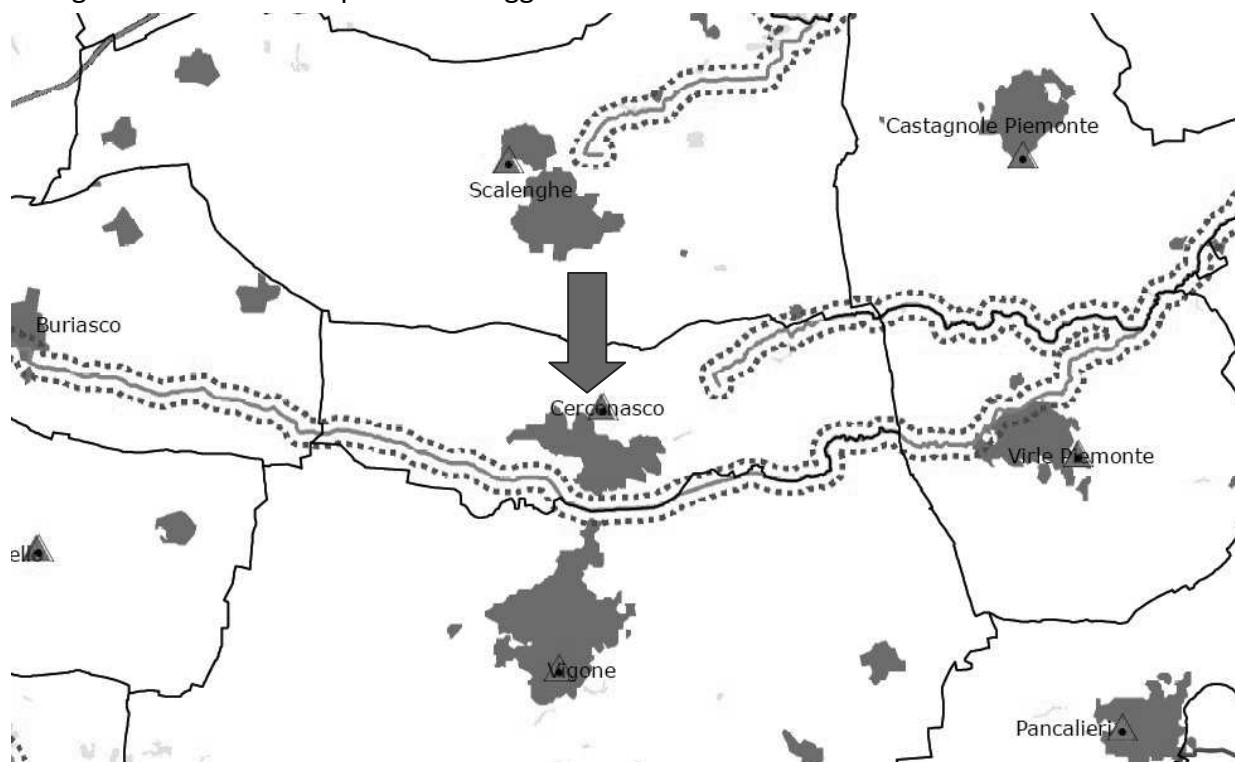 Castagnole Piemonte
Scalenghe
Buriasco
Cercenasco
Virle Piemonte
Vigone
Pancalieri